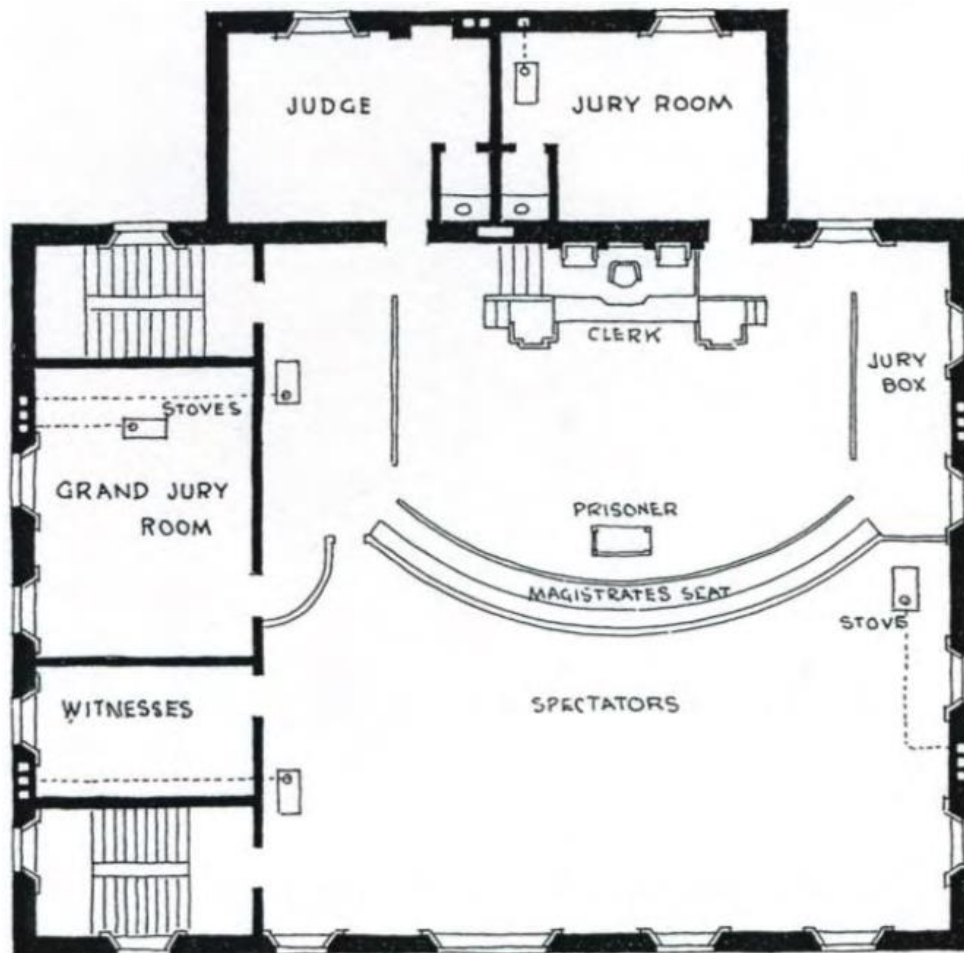 JUDGE
JURY ROOM
CLERK
JURY
BOX
STOVES
GRAND JURY
ROOM
PRISONER
MAGISTRATES SEAT
STOVE
WITNESSES
SPECTATORS